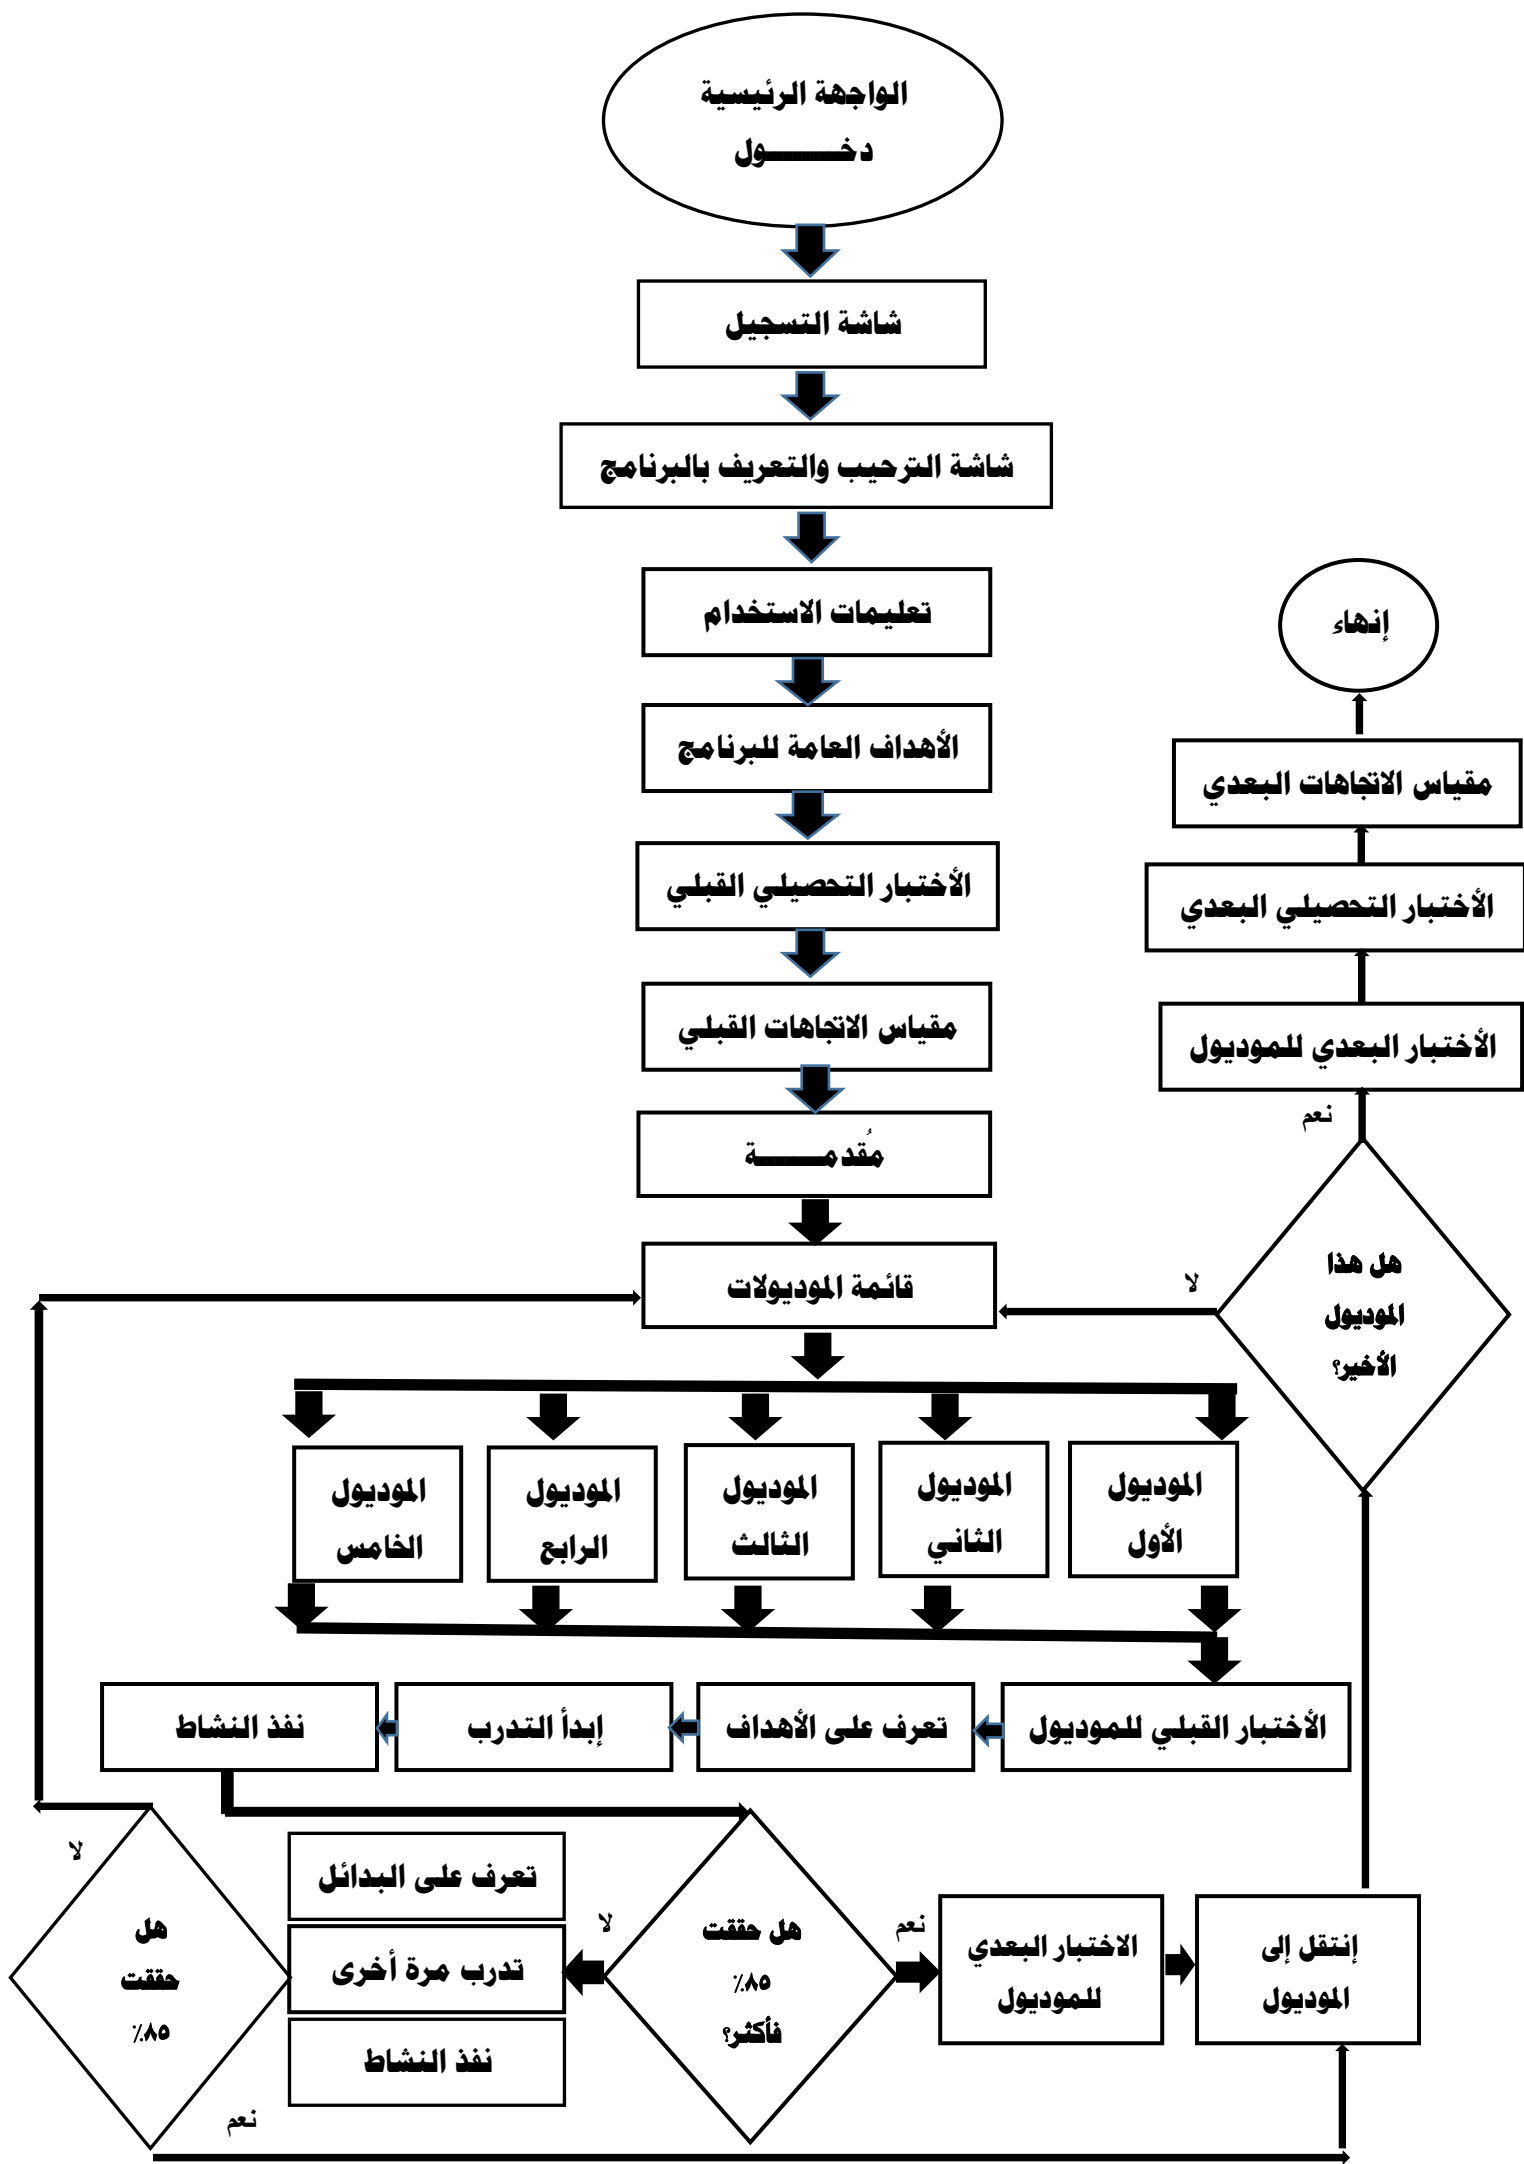 الواجهة الرئيسية
دخـــــــــول
شاشة التسجيل
شاشة الترحيب والتعريف بالبرنامج
تعليمات الاستخدام
الأهداف العامة للبرنامج
الأختبار التحصيلي القبلي
مقياس الاتجاهات القبلي
مُقدمـــــــــة
قائمة الموديولات
إنهاء
مقياس الاتجاهات البعدي
الأختبار التحصيلي البعدي
الأختبار البعدي للموديول
نعم
هل هذا
الموديول
الأخير؟
لا
الموديول
الأول
الموديول
الثاني
الموديول
الثالث
الموديول
الرابع
الموديول
الخامس
الأختبار القبلي للموديول
تعرف على الأهداف
إبدأ التدرب
نفذ النشاط
إنتقل إلى
الموديول
الاختبار البعدي
للموديول
نعم
هل حققت
٨٥٪
فأكثر؟
لا
تعرف على البدائل
تدرب مرة أخرى
نفذ النشاط
لا
هل
حققت
٨٥٪
نعم